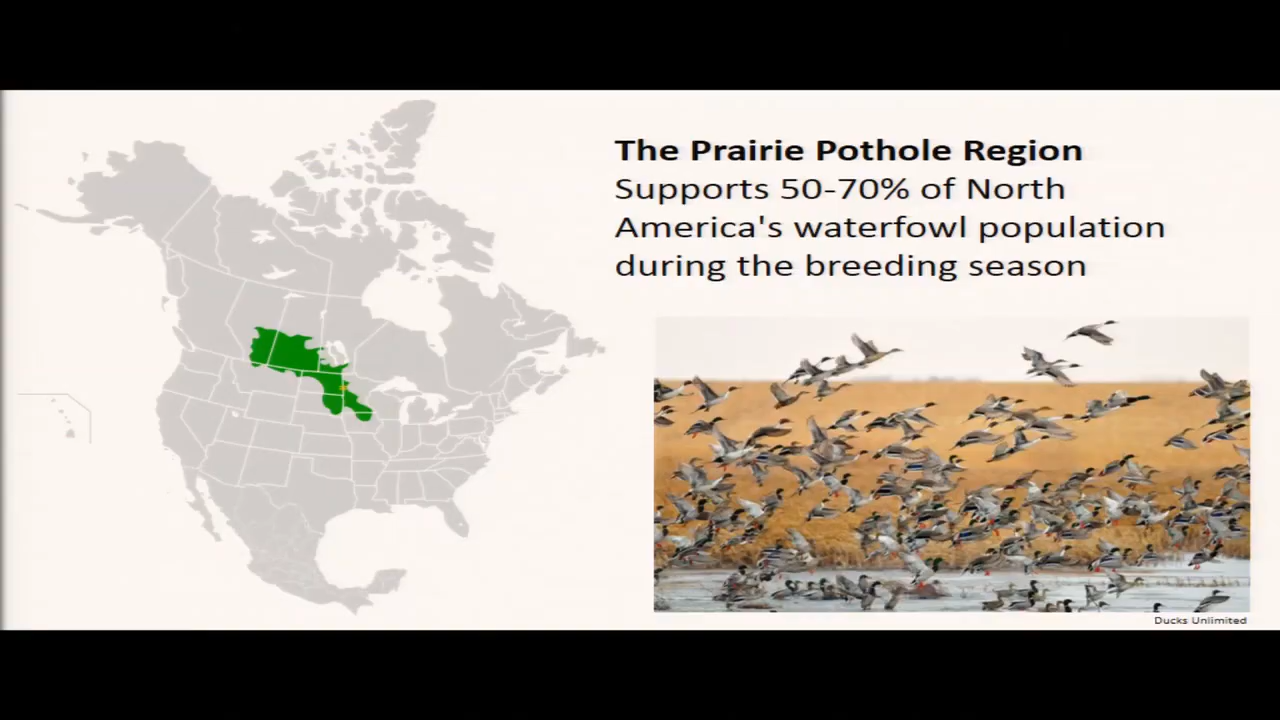 The Prairie Pothole Region
Supports 50-70% of North
America's waterfowl population
during the breeding season
Ducks Unlimited